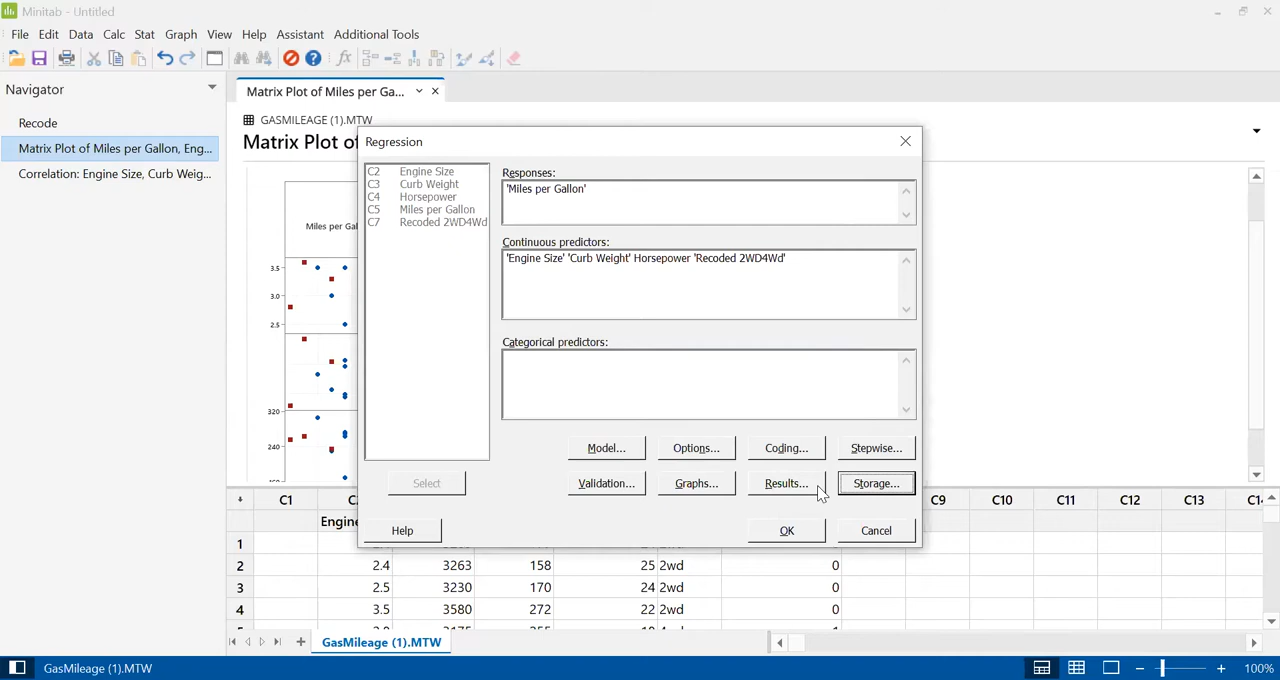 Minitab - Untitled
File Edit Data Calc Stat Graph View Help Assistant Additional Tools
Navigator
Matrix Plot of Miles per Ga...
Recode
Matrix Plot of Miles per Gallon, Eng...
Correlation: Engine Size, Curb Weig...
GASMILEAGE (1).MTW
Matrix Plot of
Miles per Gal
3.5
3.0
2.5
320
240
Regression
C2 Engine Size
C3 Curb Weight
C4 Horsepower
C5 Miles per Gallon
C7 Recoded 2WD4Wd
Responses:
'Miles per Gallon'
Continuous predictors:
'Engine Size' 'Curb Weight' Horsepower 'Recoded 2WD4Wd'
Categorical predictors:
Model... Options... Coding... Stepwise...
Select Validation... Graphs... Results... Storage...
Help OK Cancel
C1 C9 C10 C11 C12 C13 C1
Engine
1
2 2.4 3263 158 25 2wd 0
3 2.5 3230 170 24 2wd 0
4 3.5 3580 272 22 2wd 0
GasMileage (1).MTW
GasMileage (1).MTW
100%